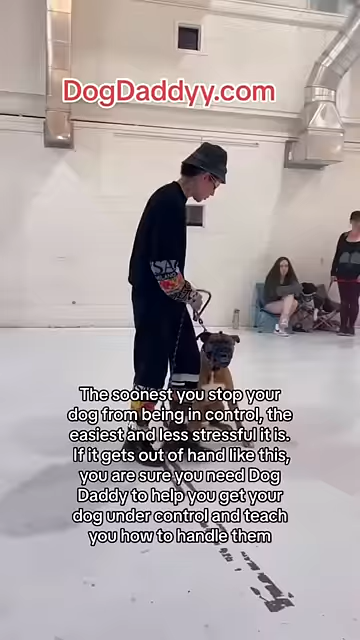 DogDaddyy.com
The soonest you stop your
dog from being in control, the
easiest and less stressful it is.
If it gets out of hand like this,
you are sure you need Dog
Daddy to help you get your
dog under control and teach
you how to handle them